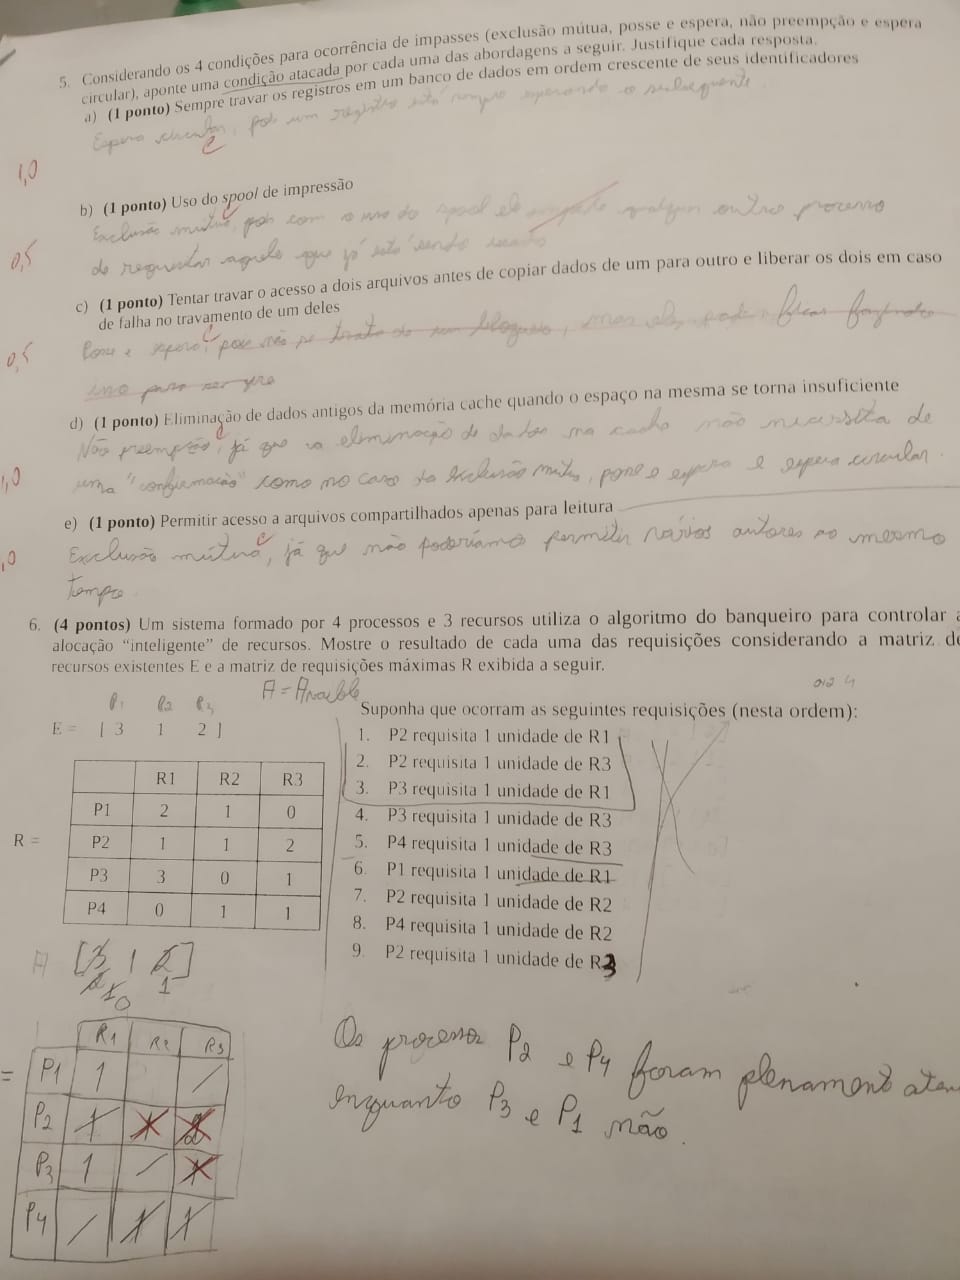 5. Considerando os 4 condições para ocorrência de impasses (exclusão mútua, posse e espera, não preempção e espera
circular), aponte uma condição atacada por cada uma das abordagens a seguir. Justifique cada resposta.
a) (1 ponto) Sempre travar os registros em um banco de dados em ordem crescente de seus identificadores
Espera circular, pois um registro está sempre esperando o subsequente.
c
1,0
b) (1 ponto) Uso do spool de impressão
c
Exclusão mútua, pois com o uso do spool ele qualquer outro processo
de requisitar aquele que já está sendo usado
0,5
c) (1 ponto) Tentar travar o acesso a dois arquivos antes de copiar dados de um para outro e liberar os dois em caso
de falha no travamento de um deles
c
Posse e espera, pois não se trata de um bloqueio, mas eles podem ficar fazendo
isso para sempre
0,5
d) (1 ponto) Eliminação de dados antigos da memória cache quando o espaço na mesma se torna insuficiente
c
Não preempção, já que a eliminação de dados na cache não necessita de
uma "confirmação" como no caso da Exclusão mútua, posse e espera e espera circular.
1,0
e) (1 ponto) Permitir acesso a arquivos compartilhados apenas para leitura
c
Exclusão mútua, já que não poderíamos permitir vários autores ao mesmo
tempo
,0
6. (4 pontos) Um sistema formado por 4 processos e 3 recursos utiliza o algoritmo do banqueiro para controlar a
alocação “inteligente” de recursos. Mostre o resultado de cada uma das requisições considerando a matriz de
recursos existentes E e a matriz de requisições máximas R exibida a seguir.
R1 R2 R3
A = Available
E = [ 3 1 2 ]
R1 R2 R3
P1 2 1 0
R = P2 1 1 2
P3 3 0 1
P4 0 1 1
Suponha que ocorram as seguintes requisições (nesta ordem):
1. P2 requisita 1 unidade de R1
2. P2 requisita 1 unidade de R3
3. P3 requisita 1 unidade de R1
4. P3 requisita 1 unidade de R3
5. P4 requisita 1 unidade de R3
6. P1 requisita 1 unidade de R1
7. P2 requisita 1 unidade de R2
8. P4 requisita 1 unidade de R2
9. P2 requisita 1 unidade de R3
A [3 1 2]
2 1 0 1
R1 R2 R3
= P1 1 /
P2 1 1 2
P3 1 / 1
P4 / 1 1
Os processos P2 e P4 foram plenamente
enquanto P3 e P1 não.